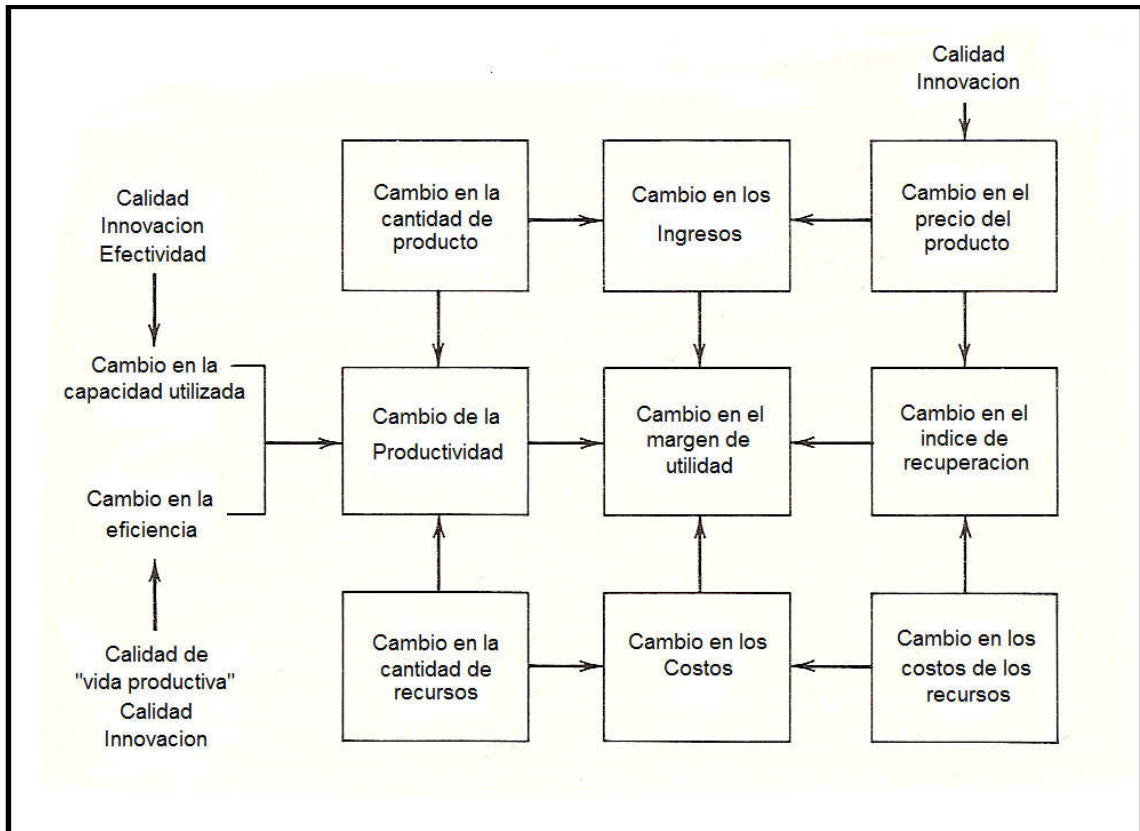 Calidad
Innovacion
Calidad
Innovacion
Efectividad
Cambio en la
cantidad de
producto
Cambio en los
Ingresos
Cambio en el
precio del
producto
Cambio en la
capacidad utilizada
Cambio de la
Productividad
Cambio en el
margen de
utilidad
Cambio en el
indice de
recuperacion
Cambio en la
eficiencia
Calidad de
"vida productiva"
Calidad
Innovacion
Cambio en la
cantidad de
recursos
Cambio en los
Costos
Cambio en los
costos de los
recursos